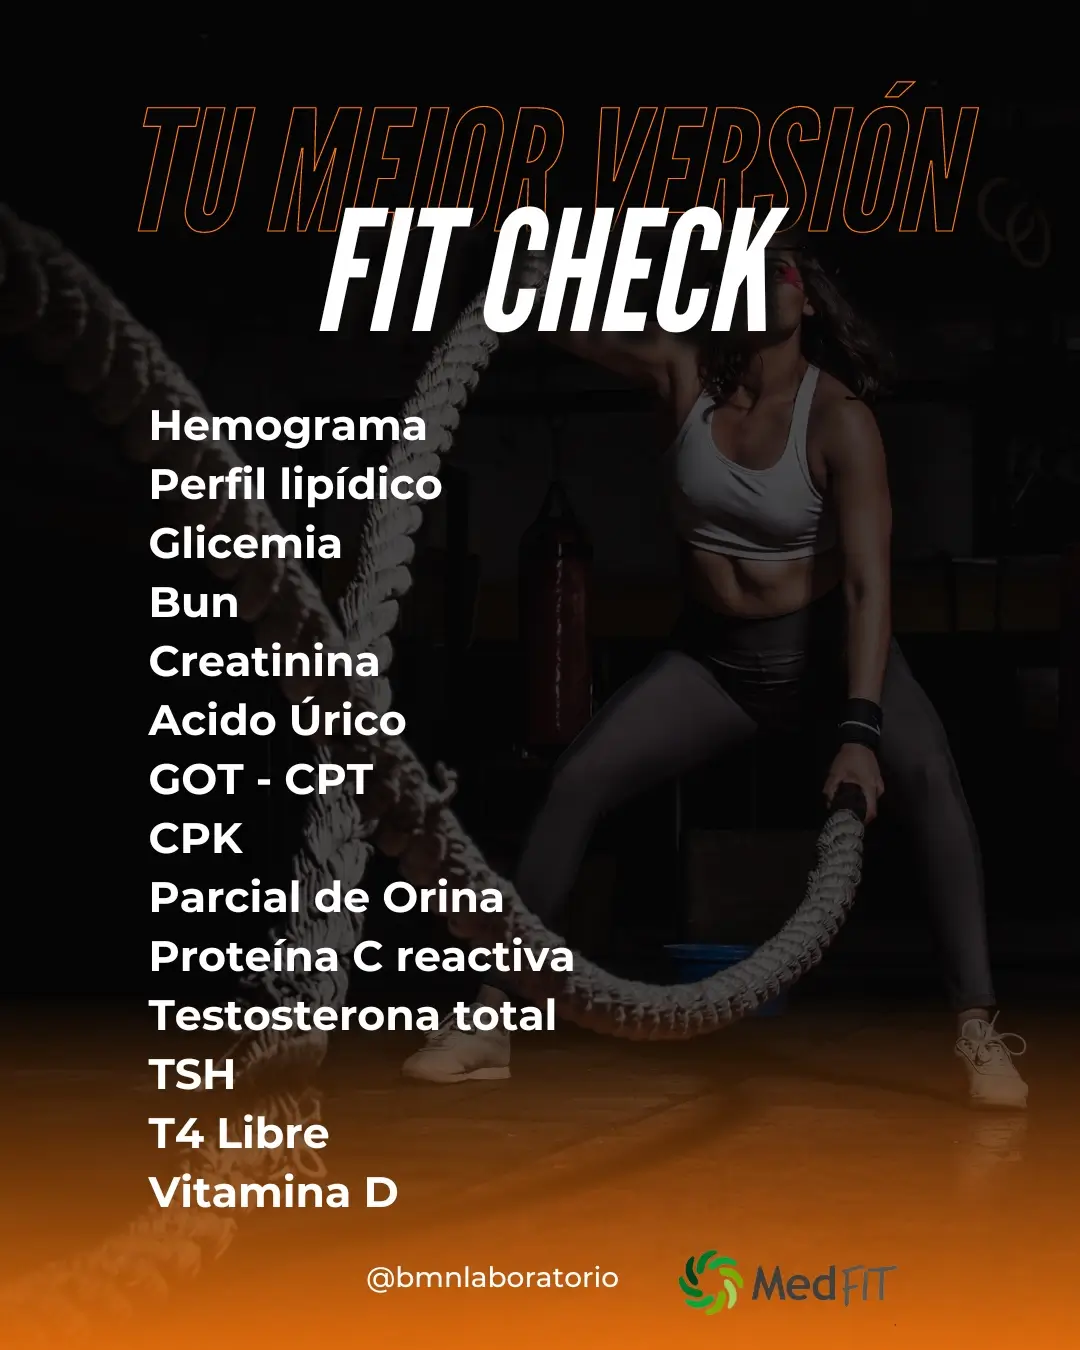 TU MEJOR VERSIÓN
FIT CHECK
Hemograma
Perfil lipídico
Glicemia
Bun
Creatinina
Acido Úrico
GOT - CPT
CPK
Parcial de Orina
Proteína C reactiva
Testosterona total
TSH
T4 Libre
Vitamina D
@bmnlaboratorio
MedFIT